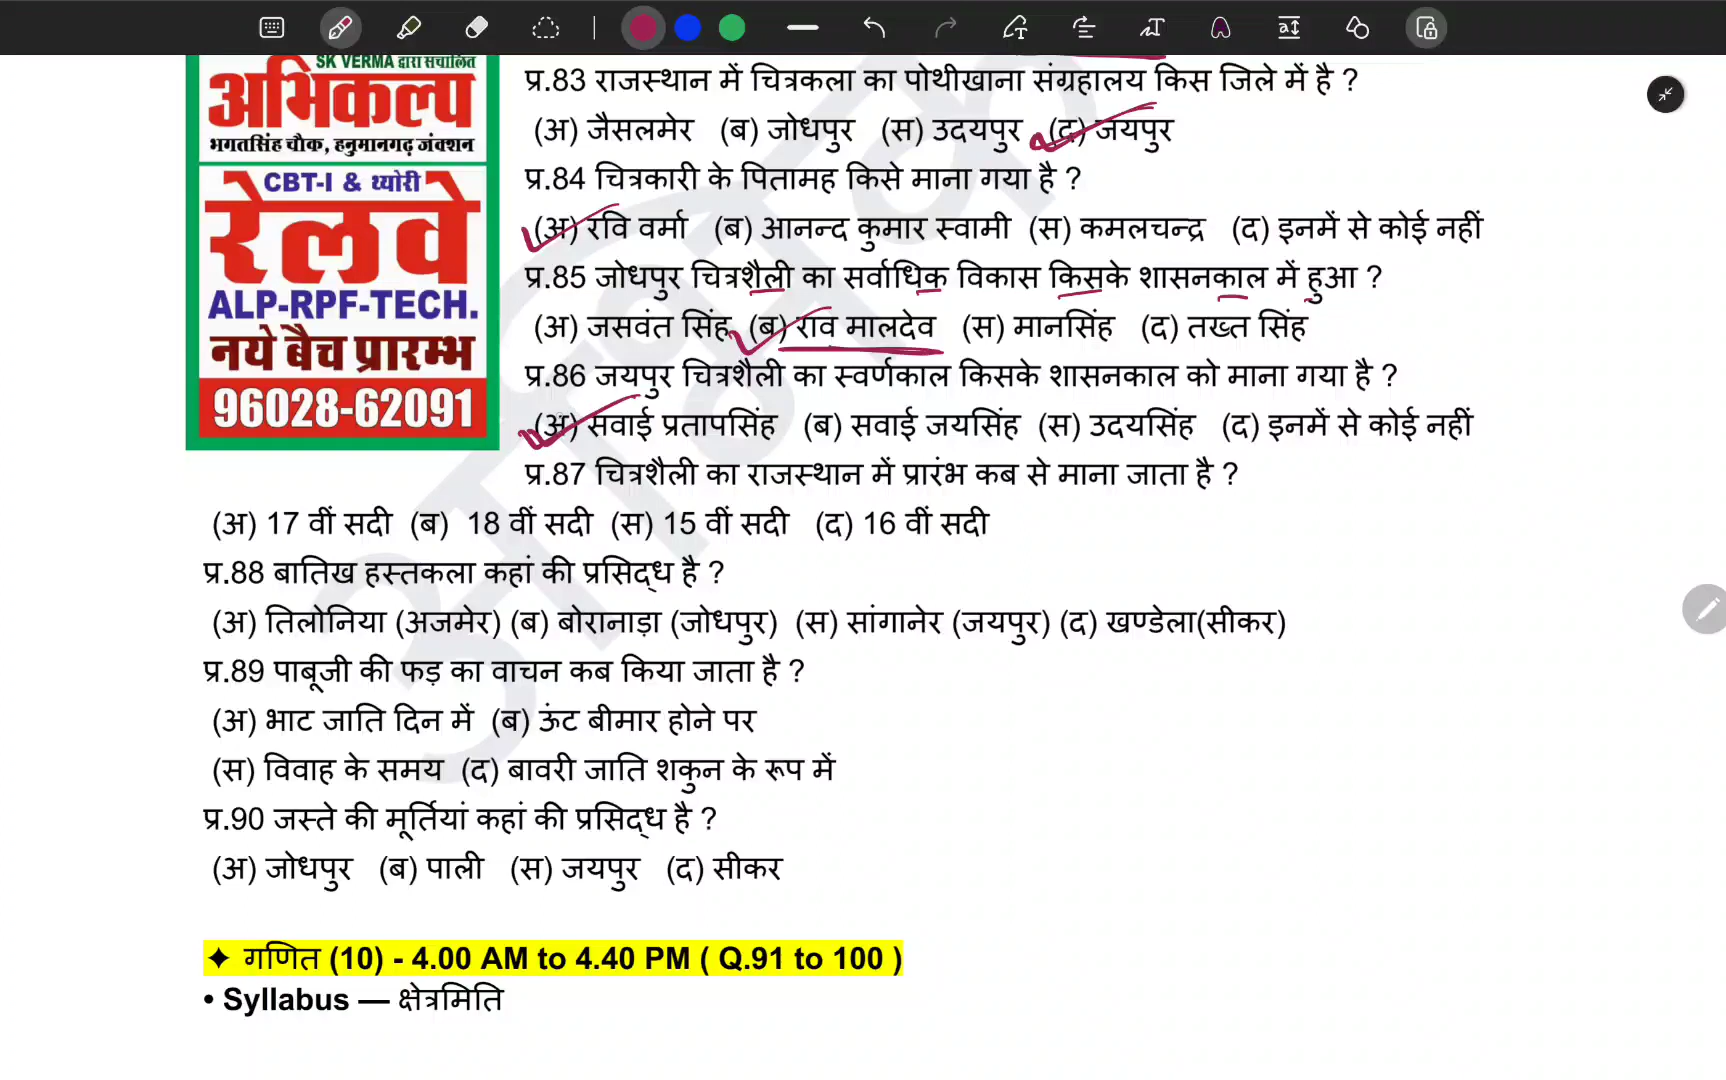 SK VERMA द्वारा संचालित
अभिकल्प
भगतसिंह चौक, हनुमानगढ़ जंक्शन
CBT-I & थ्योरी
रेलवे
ALP-RPF-TECH.
नये बैच प्रारम्भ
96028-62091
प्र.83 राजस्थान में चित्रकला का पोथीखाना संग्रहालय किस जिले में है ?
(अ) जैसलमेर (ब) जोधपुर (स) उदयपुर (द) जयपुर
प्र.84 चित्रकारी के पितामह किसे माना गया है ?
(अ) रवि वर्मा (ब) आनन्द कुमार स्वामी (स) कमलचन्द्र (द) इनमें से कोई नहीं
प्र.85 जोधपुर चित्रशैली का सर्वाधिक विकास किसके शासनकाल में हुआ ?
(अ) जसवंत सिंह (ब) राव मालदेव (स) मानसिंह (द) तख्त सिंह
प्र.86 जयपुर चित्रशैली का स्वर्णकाल किसके शासनकाल को माना गया है ?
(अ) सवाई प्रतापसिंह (ब) सवाई जयसिंह (स) उदयसिंह (द) इनमें से कोई नहीं
प्र.87 चित्रशैली का राजस्थान में प्रारंभ कब से माना जाता है ?
(अ) 17 वीं सदी (ब) 18 वीं सदी (स) 15 वीं सदी (द) 16 वीं सदी
प्र.88 बातिख हस्तकला कहां की प्रसिद्ध है ?
(अ) तिलोनिया (अजमेर) (ब) बोरानाड़ा (जोधपुर) (स) सांगानेर (जयपुर) (द) खण्डेला(सीकर)
प्र.89 पाबूजी की फड़ का वाचन कब किया जाता है ?
(अ) भाट जाति दिन में (ब) ऊंट बीमार होने पर
(स) विवाह के समय (द) बावरी जाति शकुन के रूप में
प्र.90 जस्ते की मूर्तियां कहां की प्रसिद्ध है ?
(अ) जोधपुर (ब) पाली (स) जयपुर (द) सीकर
✦ गणित (10) - 4.00 AM to 4.40 PM ( Q.91 to 100 )
• Syllabus — क्षेत्रमिति